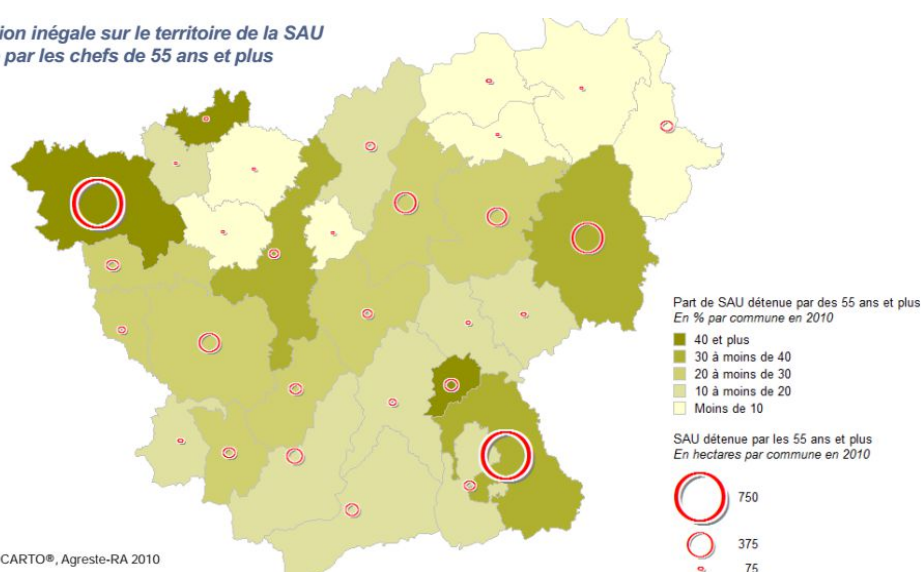 ion inégale sur le territoire de la SAU
par les chefs de 55 ans et plus
Part de SAU détenue par des 55 ans et plus
En % par commune en 2010
40 et plus
30 à moins de 40
20 à moins de 30
10 à moins de 20
Moins de 10
SAU détenue par les 55 ans et plus
En hectares par commune en 2010
750
375
75
CARTO®, Agreste-RA 2010